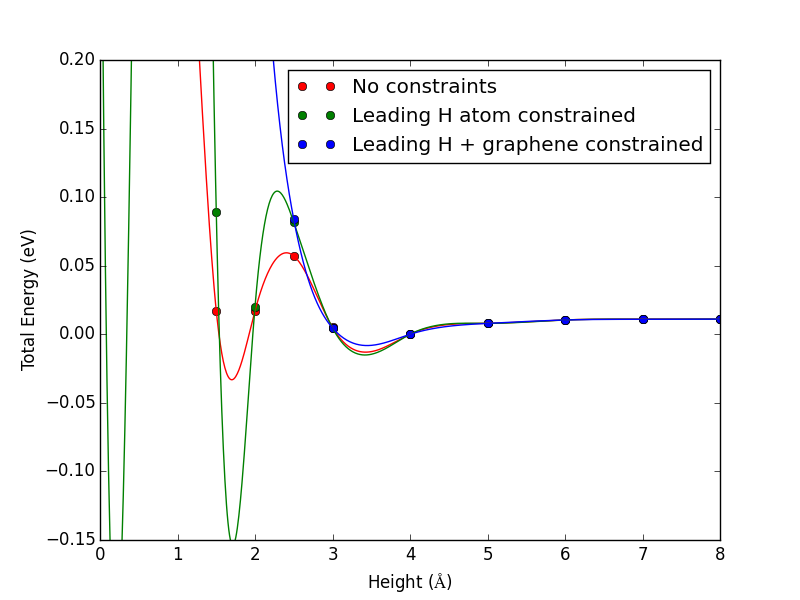 0.20
0.15
0.10
0.05
0.00
−0.05
−0.10
−0.15
0 1 2 3 4 5 6 7 8
Total Energy (eV)
Height (Å)
No constraints
Leading H atom constrained
Leading H + graphene constrained